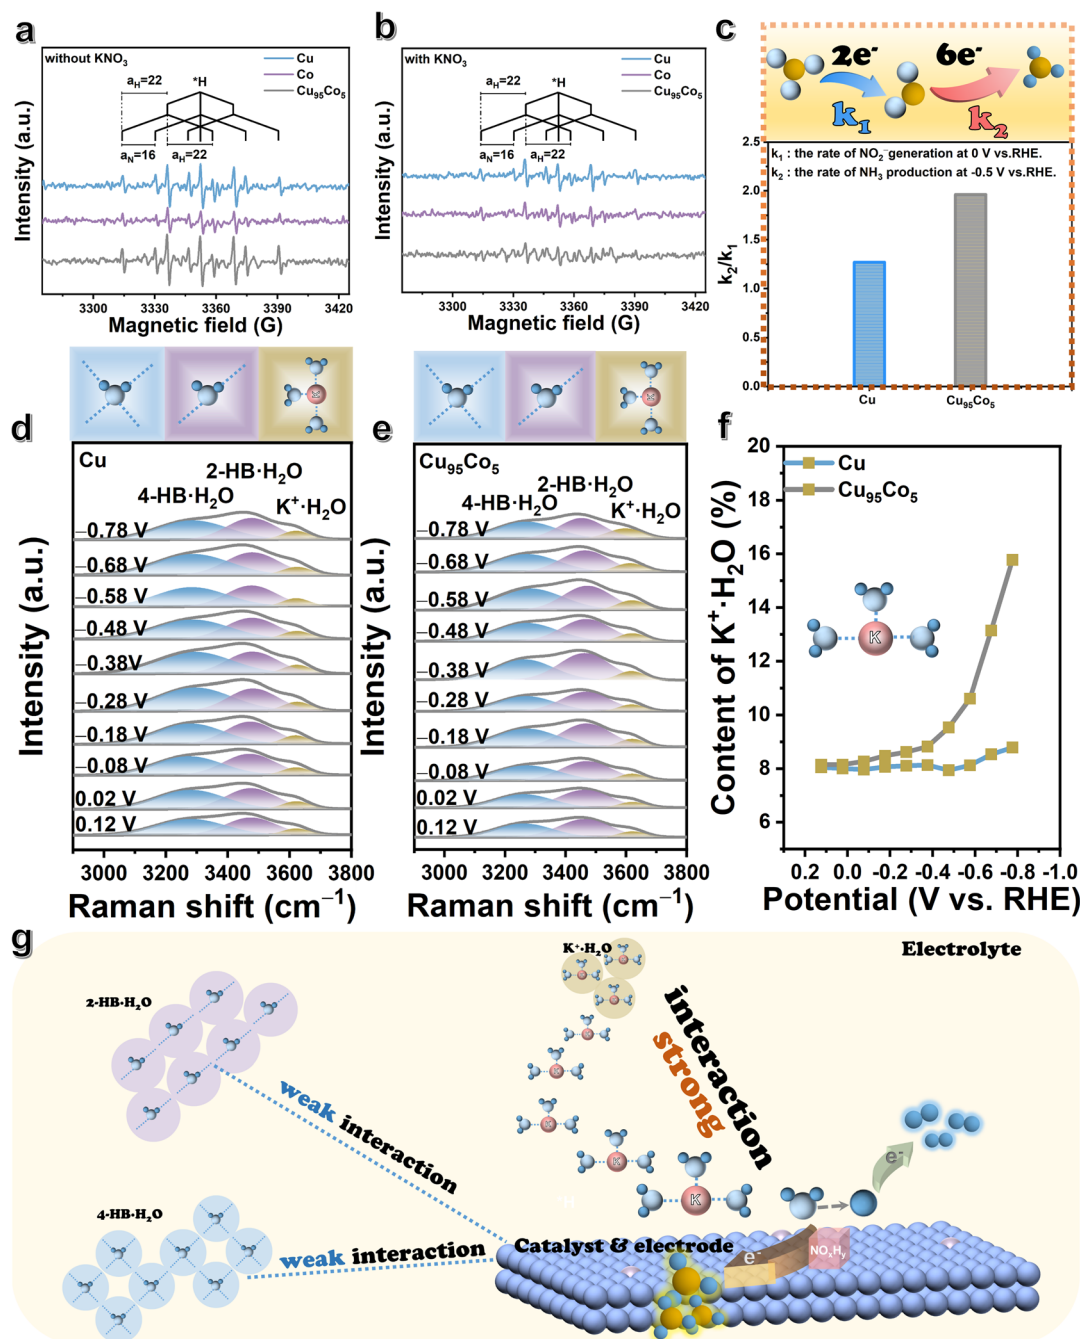 a
without KNO₃
Cu
Co
Cu₉₅Co₅
a_H=22
*H
a_N=16
a_H=22
Intensity (a.u.)
3300 3330 3360 3390 3420
Magnetic field (G)
b
with KNO₃
Cu
Co
Cu₉₅Co₅
a_H=22
*H
a_N=16
a_H=22
Intensity (a.u.)
3300 3330 3360 3390 3420
Magnetic field (G)
c
2e⁻ 6e⁻
k₁ k₂
k₁ : the rate of NO₂⁻generation at 0 V vs.RHE.
k₂ : the rate of NH₃ production at -0.5 V vs.RHE.
k₂/k₁
2.5
2.0
1.5
1.0
0.5
0.0
Cu Cu₉₅Co₅
d
Cu
2-HB·H₂O
4-HB·H₂O
K⁺·H₂O
−0.78 V
−0.68 V
−0.58 V
−0.48 V
−0.38V
−0.28 V
−0.18 V
−0.08 V
0.02 V
0.12 V
Intensity (a.u.)
3000 3200 3400 3600 3800
Raman shift (cm⁻¹)
e
Cu₉₅Co₅
2-HB·H₂O
4-HB·H₂O
K⁺·H₂O
−0.78 V
−0.68 V
−0.58 V
−0.48 V
−0.38 V
−0.28 V
−0.18 V
−0.08 V
0.02 V
0.12 V
Intensity (a.u.)
3000 3200 3400 3600 3800
Raman shift (cm⁻¹)
f
Cu
Cu₉₅Co₅
K
Content of K⁺·H₂O (%)
20
18
16
14
12
10
8
6
0.2 0.0 -0.2 -0.4 -0.6 -0.8 -1.0
Potential (V vs. RHE)
g
K⁺·H₂O
Electrolyte
2-HB·H₂O
strong
interaction
weak interaction
e⁻
K
K
4-HB·H₂O
weak interaction
Catalyst & electrode
e⁻
NOₓHᵧ